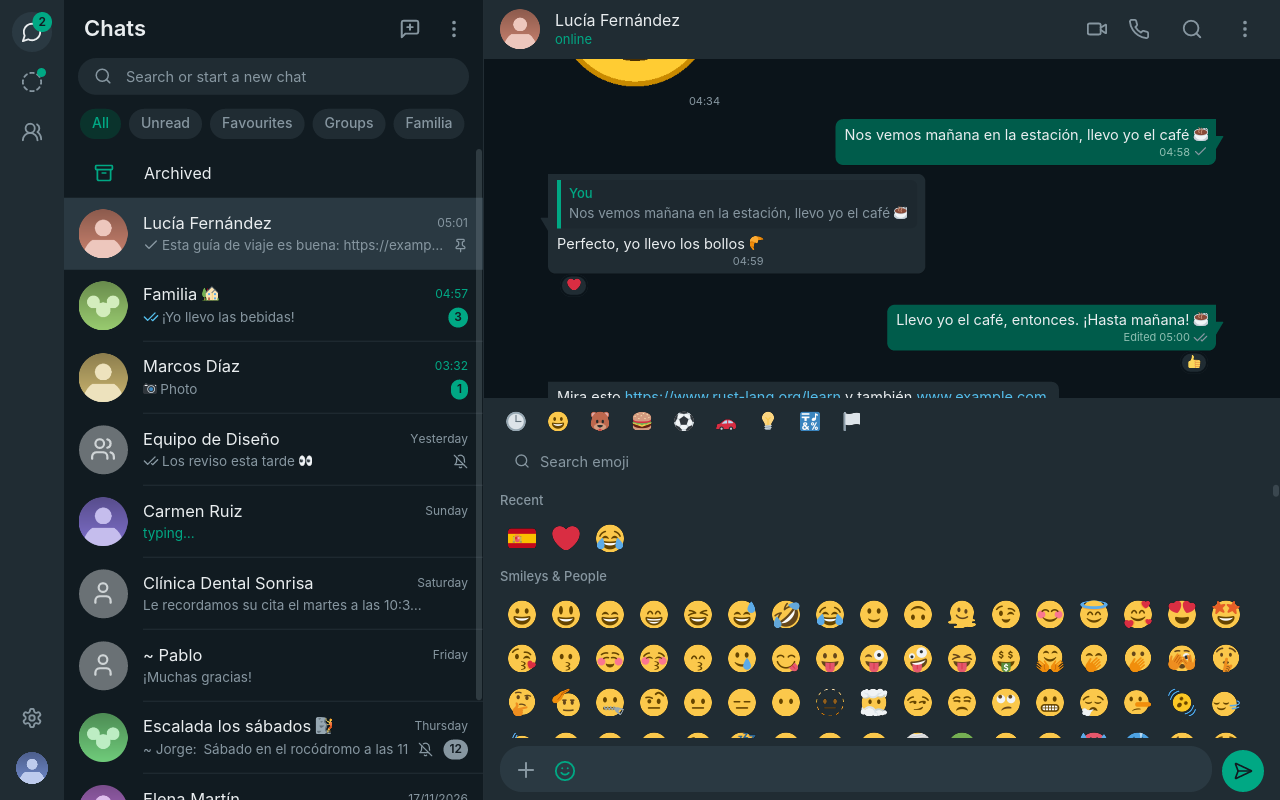 2
Chats
Search or start a new chat
All
Unread
Favourites
Groups
Familia
Archived
Lucía Fernández
05:01
Esta guía de viaje es buena: https://examp...
Familia 🏡
04:57
¡Yo llevo las bebidas!
3
Marcos Díaz
03:32
📷 Photo
1
Equipo de Diseño
Yesterday
Los reviso esta tarde 👀
Carmen Ruiz
Sunday
typing...
Clínica Dental Sonrisa
Saturday
Le recordamos su cita el martes a las 10:3...
~ Pablo
Friday
¡Muchas gracias!
Escalada los sábados 🧗
Thursday
~ Jorge: Sábado en el rocódromo a las 11
12
Elena Martín
17/11/2026
Lucía Fernández
online
04:34
Nos vemos mañana en la estación, llevo yo el café ☕
04:58
You
Nos vemos mañana en la estación, llevo yo el café ☕
Perfecto, yo llevo los bollos 🥐
04:59
❤️
Llevo yo el café, entonces. ¡Hasta mañana! ☕
Edited 05:00
👍
Mira esto https://www.rust-lang.org/learn y también www.example.com
Search emoji
Recent
Smileys & People